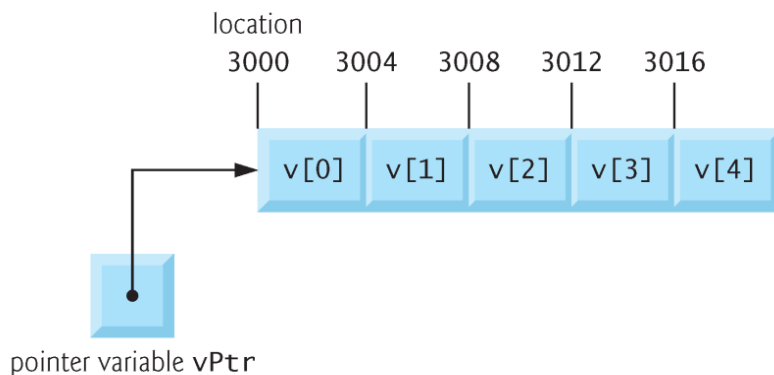 location
3000 3004 3008 3012 3016
v[0] v[1] v[2] v[3] v[4]
pointer variable vPtr